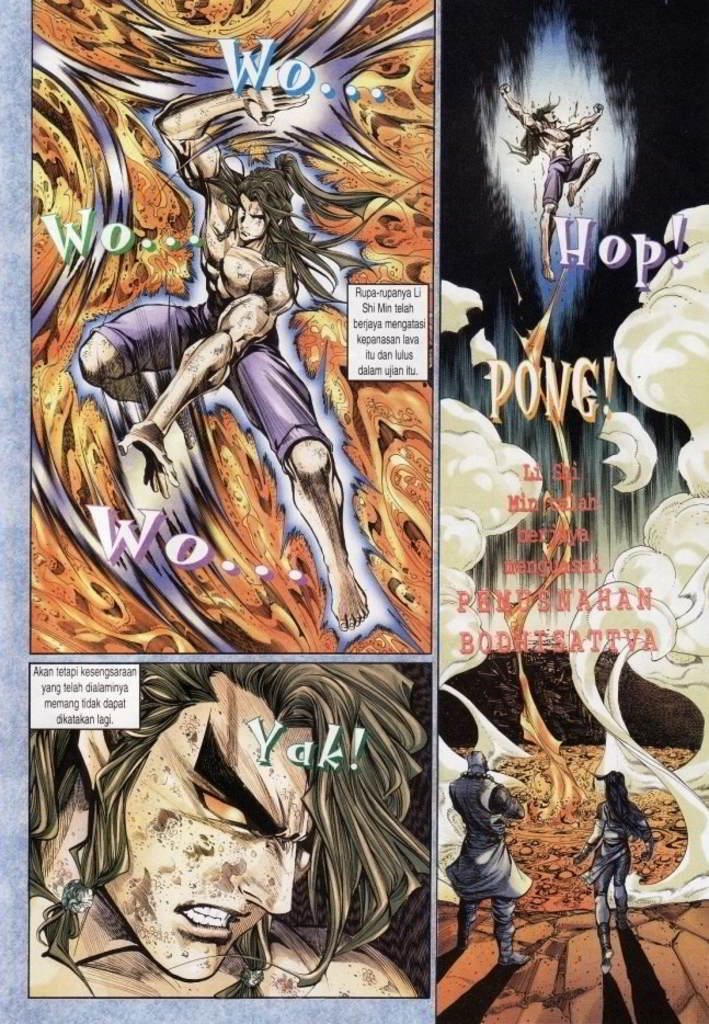 Wo...
Wo...
Rupa-rupanya Li
Shi Min telah
berjaya mengatasi
kepanasan lava
itu dan lulus
dalam ujian itu.
Wo...
Akan tetapi kesengsaraan
yang telah dialaminya
memang tidak dapat
dikatakan lagi.
Yak!
Hop!
PONG!
Li Shi
Min telah
berjaya
menguasai
PEMUSNAHAN
BODHISATTVA